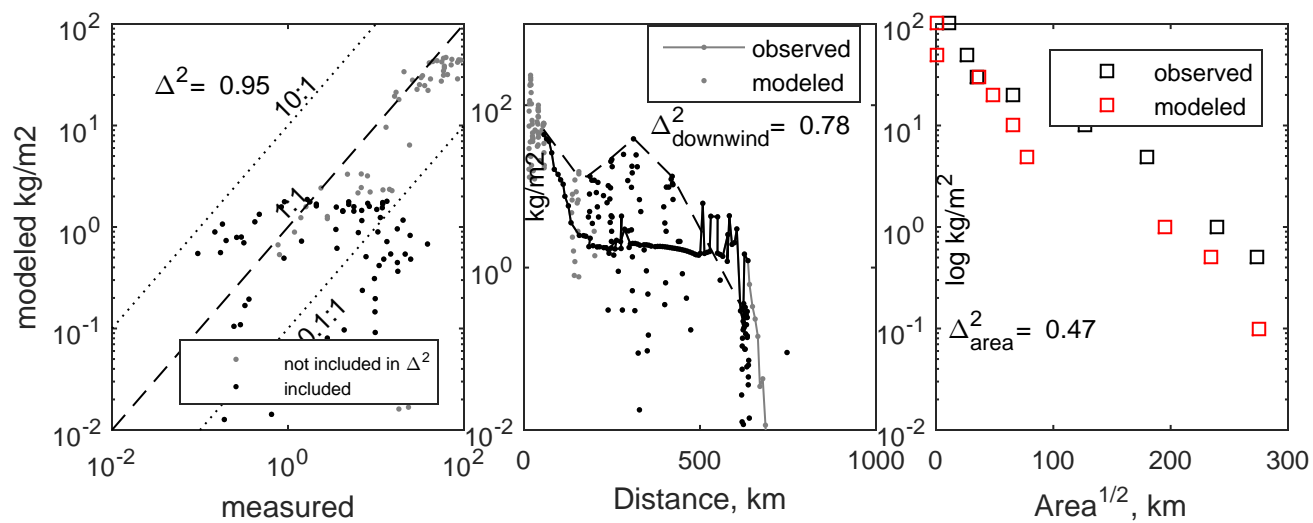 10^2
10^1
10^0
10^-1
10^-2
modeled kg/m2
Δ^2= 0.95
10:1
1:1
0.1:1
not included in Δ^2
included
10^-2
10^0
10^2
measured
10^2
10^0
10^-2
kg/m2
observed
modeled
Δ^2_downwind= 0.78
0
500
1000
Distance, km
10^2
10^1
10^0
10^-1
10^-2
log kg/m^2
observed
modeled
Δ^2_area= 0.47
0
100
200
300
Area^1/2, km